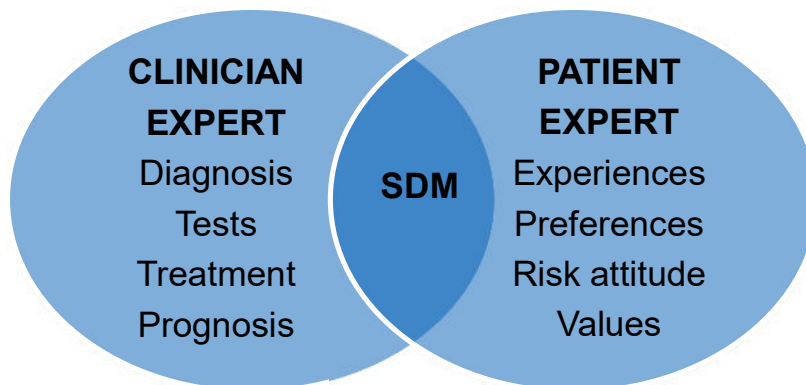 CLINICIAN
EXPERT
Diagnosis
Tests
Treatment
Prognosis
SDM
PATIENT
EXPERT
Experiences
Preferences
Risk attitude
Values